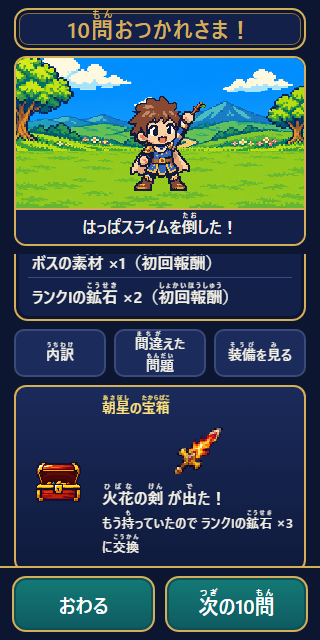 10問おつかれさま！
はっぱスライムを倒した！
ボスの素材 ×1（初回報酬）
ランクIの鉱石 ×2（初回報酬）
内訳
間違えた
問題
装備を見る
朝星の宝箱
火花の剣 が出た！
もう持っていたので ランクIの鉱石 ×3
に交換
おわる
次の10問